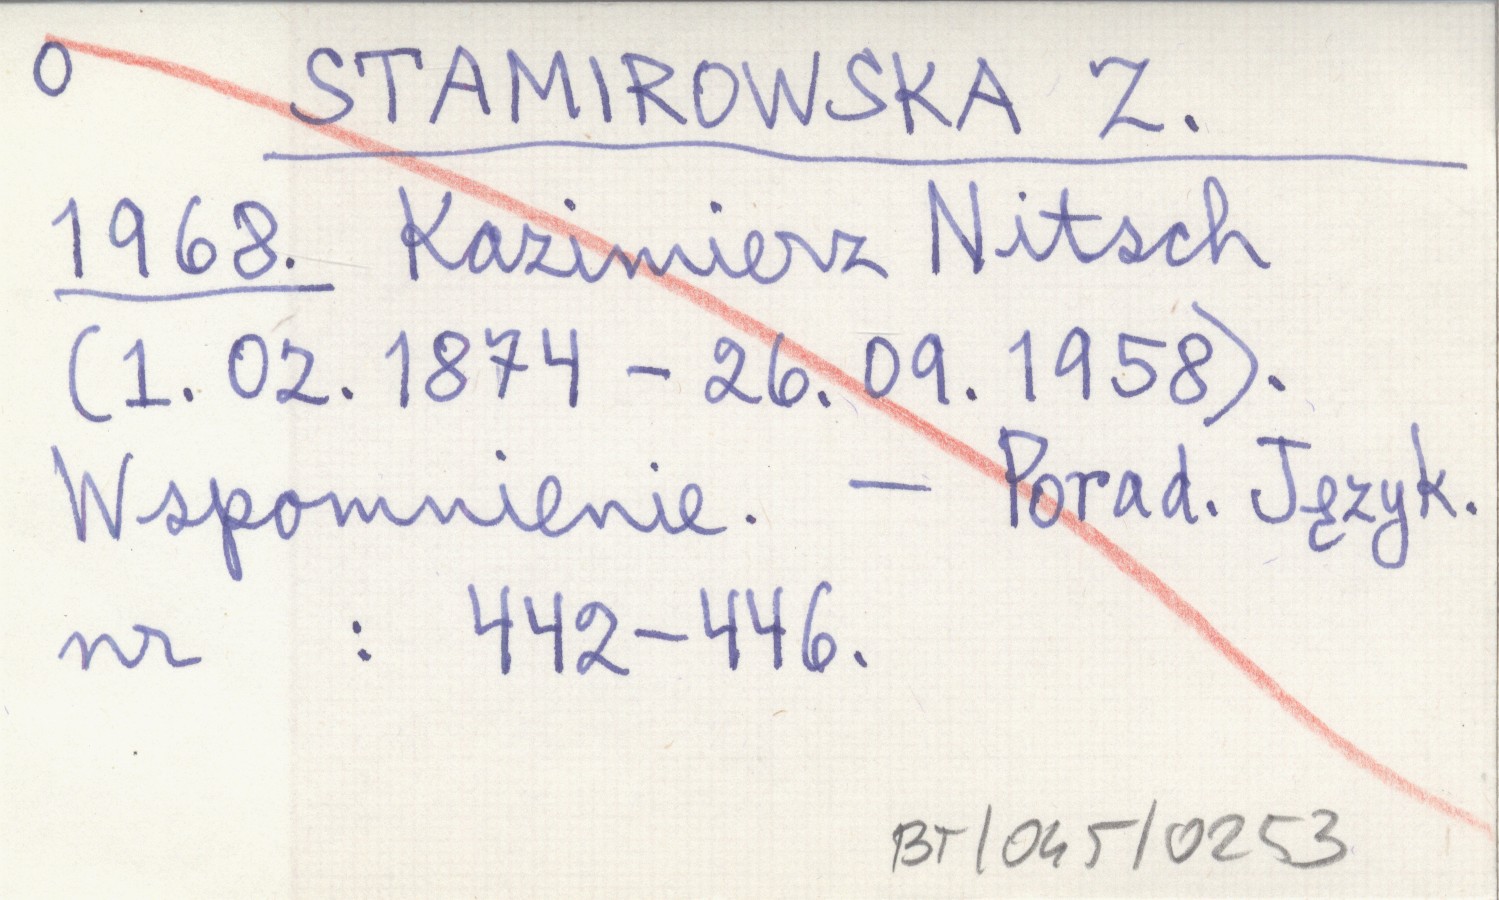 O STAMIROWSKA Z.
1968. Kazimierz Nitsch
(1. 02. 1874 – 26. 09. 1958).
Wspomnienie. – Porad. Język.
nr : 442–446.
BT/045/0253